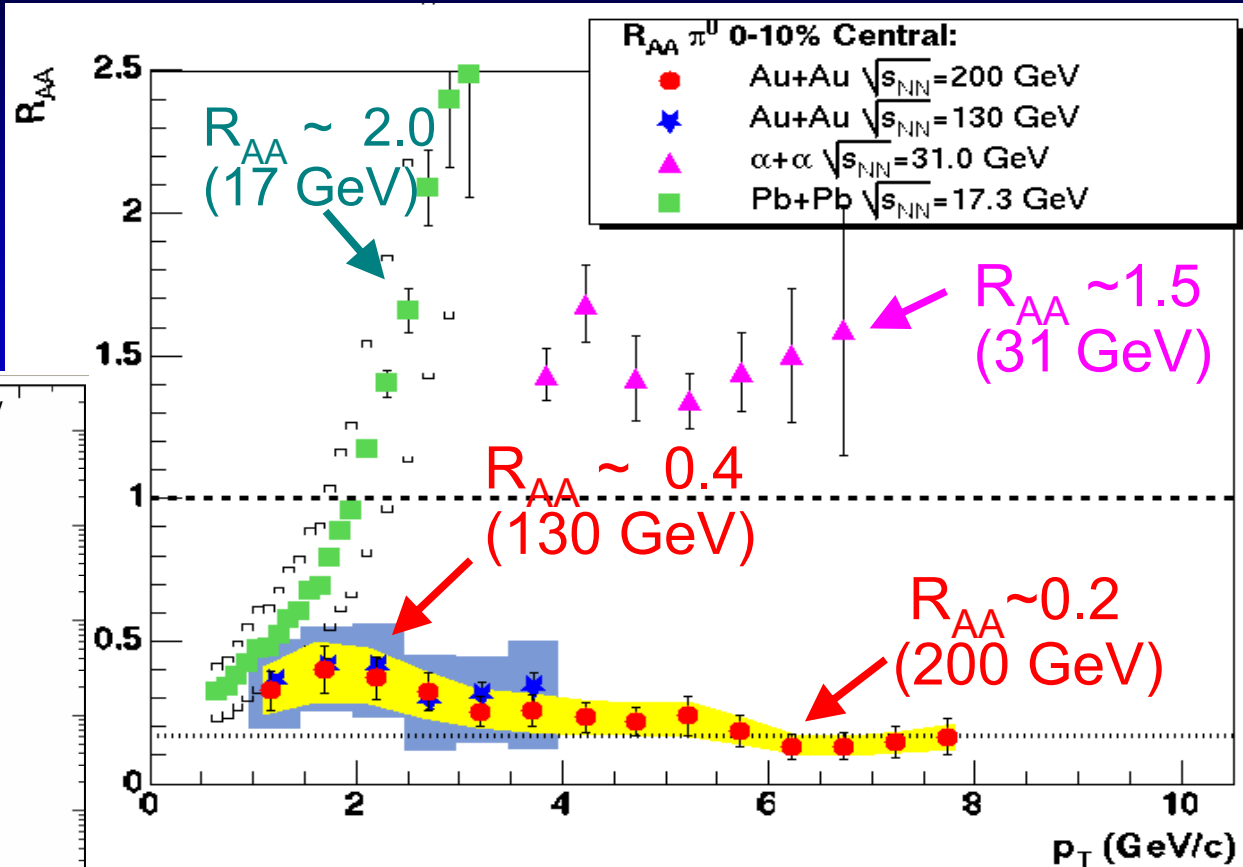 R_AA π⁰ 0-10% Central:
Au+Au √s_NN=200 GeV
Au+Au √s_NN=130 GeV
α+α √s_NN=31.0 GeV
Pb+Pb √s_NN=17.3 GeV
R_AA
2.5
2
1.5
1
0.5
0
R_AA ~ 2.0
(17 GeV)
R_AA ~1.5
(31 GeV)
R_AA ~ 0.4
(130 GeV)
R_AA~0.2
(200 GeV)
0 2 4 6 8 10
p_T (GeV/c)